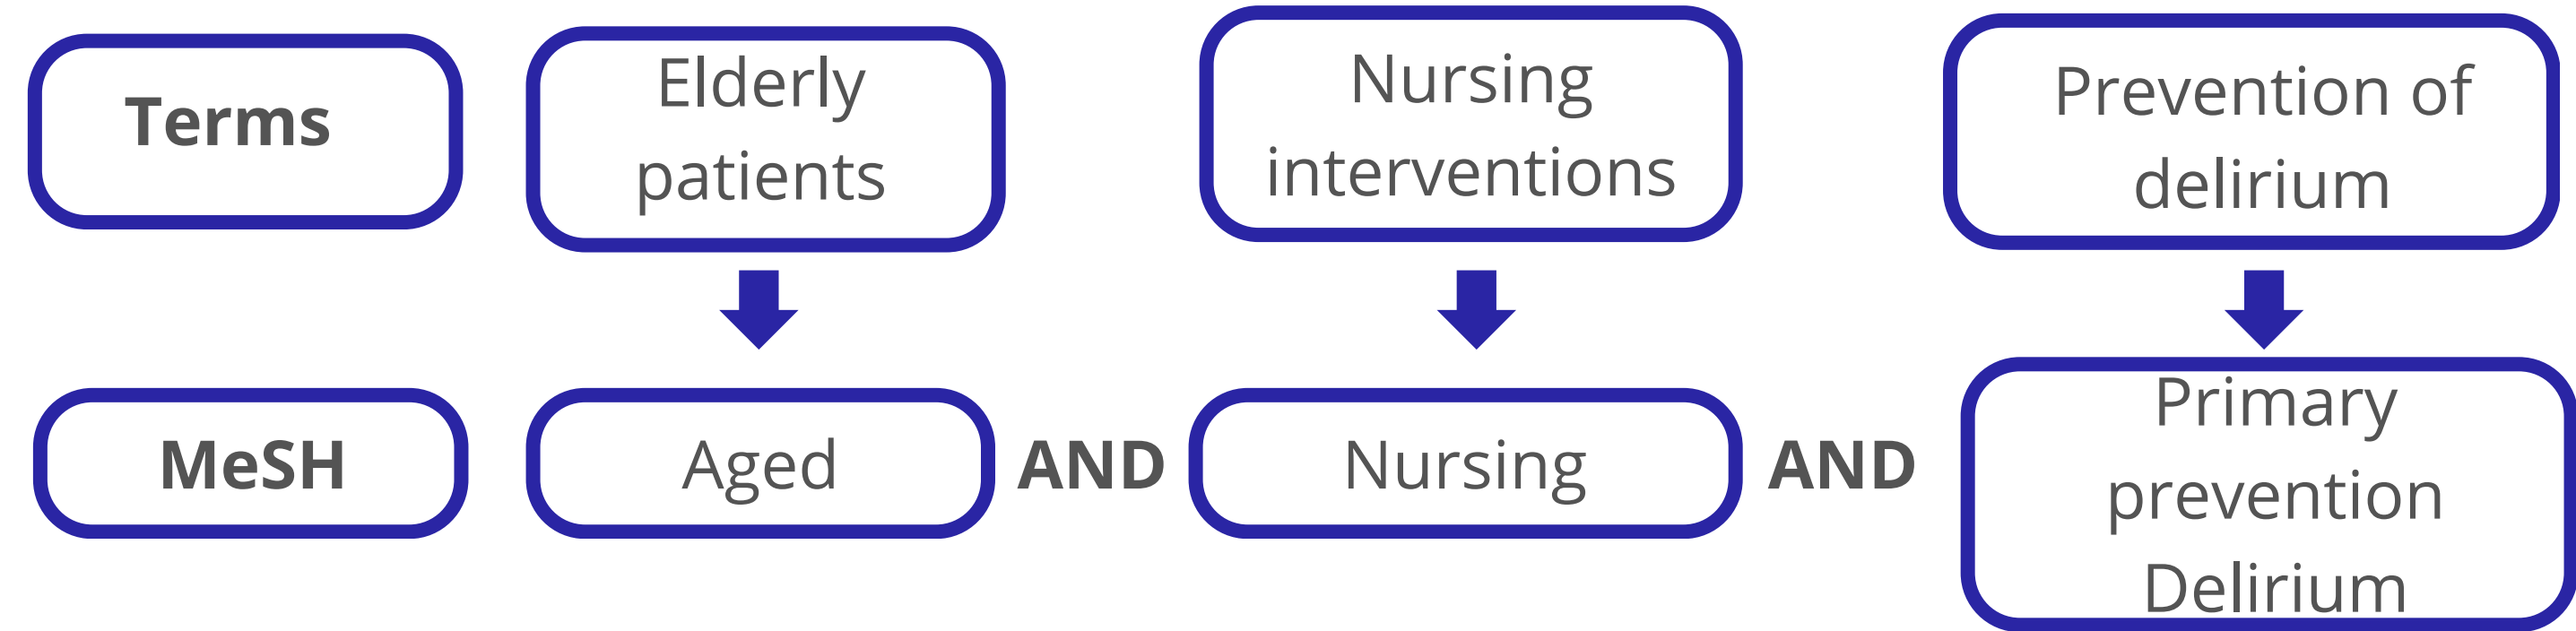 Terms
Elderly
patients
Nursing
interventions
Prevention of
delirium
MeSH
Aged
AND
Nursing
AND
Primary
prevention
Delirium